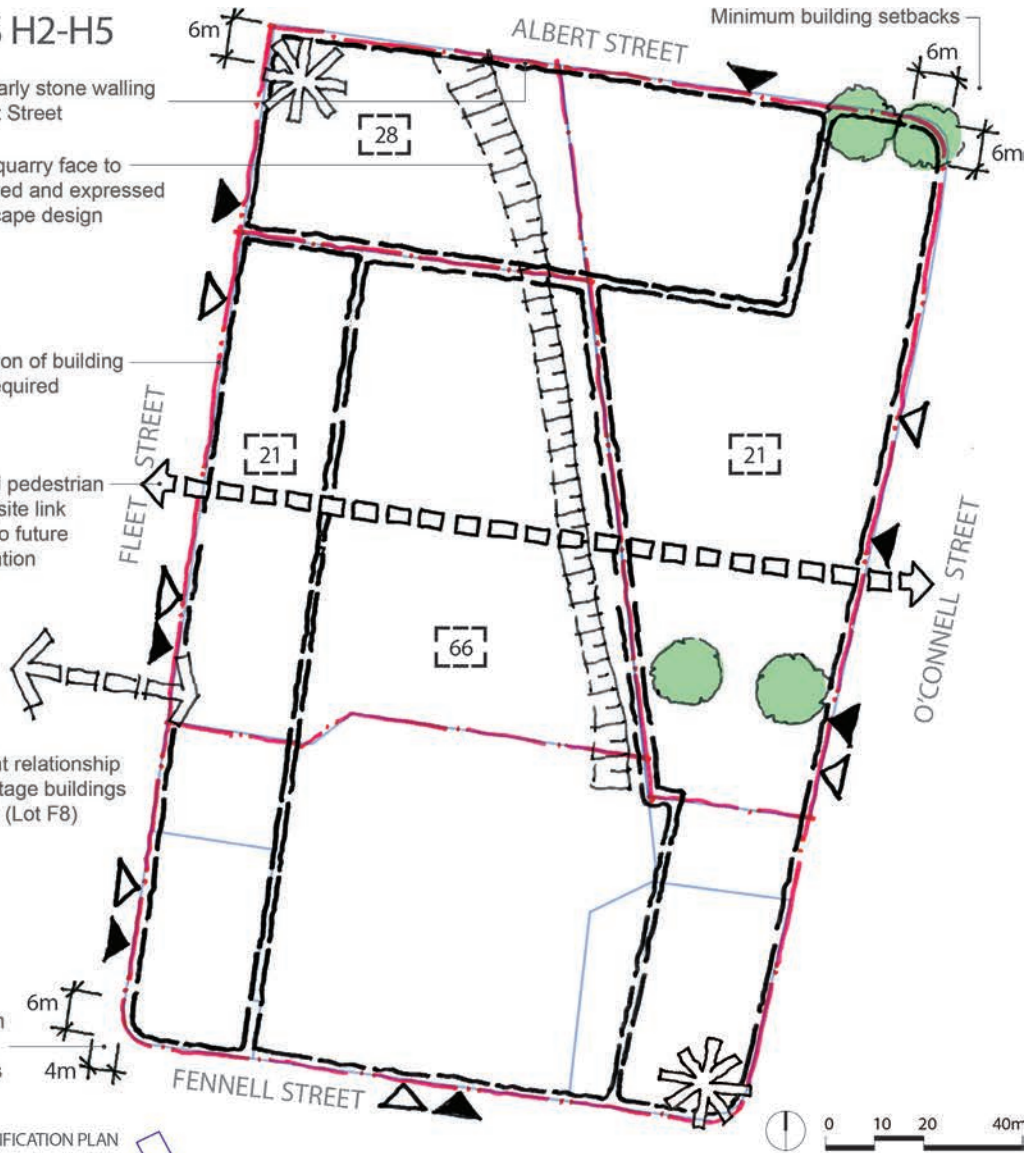 H2-H5
6m
ALBERT STREET
Minimum building setbacks
6m
arly stone walling
Street
28
6m
quarry face to
ed and expressed
cape design
on of building
equired
FLEET STREET
21
21
pedestrian
site link
o future
tion
O'CONNELL STREET
66
t relationship
tage buildings
(Lot F8)
6m
4m
FENNELL STREET
IFICATION PLAN
0 10 20 40m